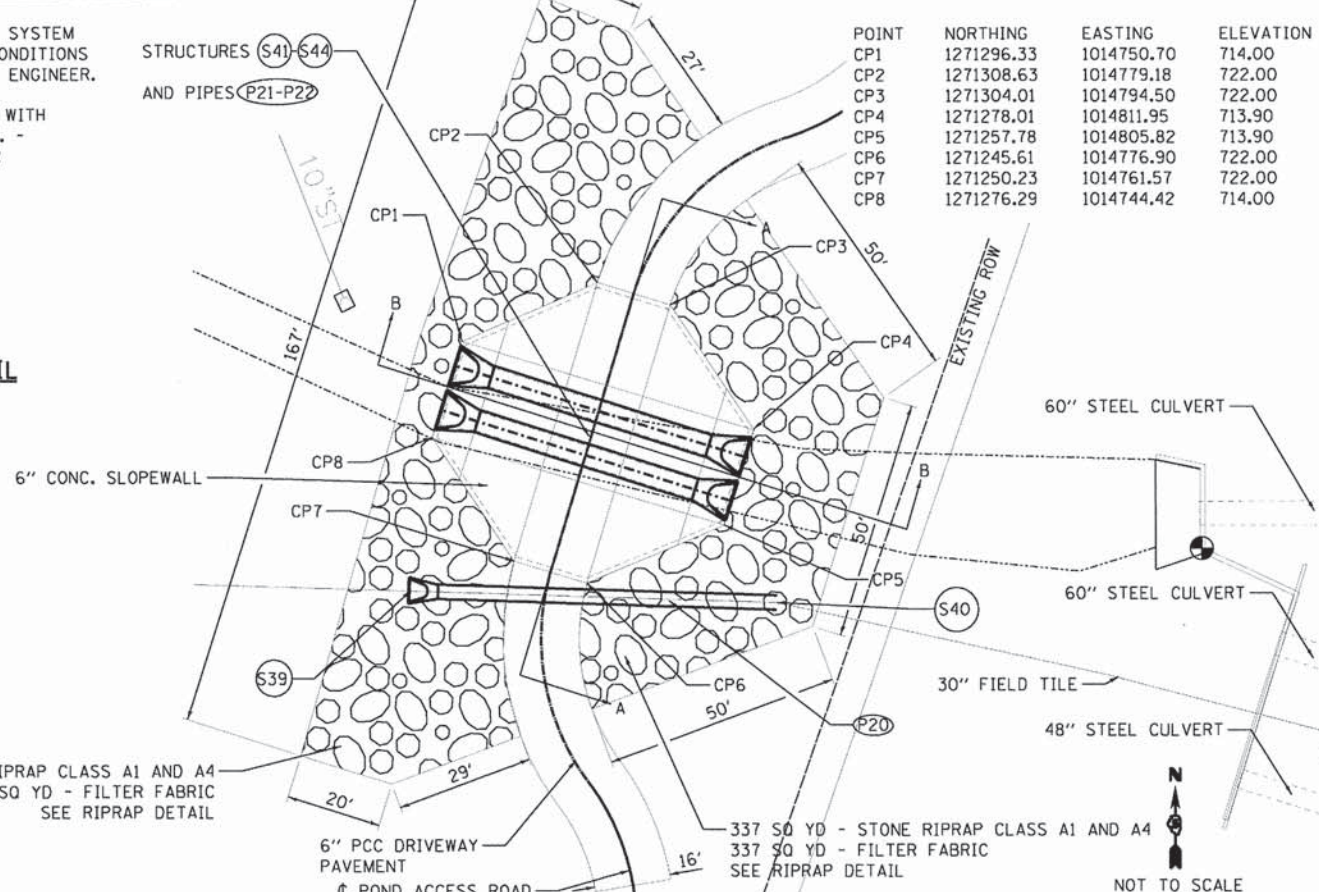 SYSTEM
ONDITIONS
ENGINEER.
WITH
. -
STRUCTURES S41-S44
AND PIPES P21-P22
POINT NORTHING EASTING ELEVATION
CP1 1271296.33 1014750.70 714.00
CP2 1271308.63 1014779.18 722.00
CP3 1271304.01 1014794.50 722.00
CP4 1271278.01 1014811.95 713.90
CP5 1271257.78 1014805.82 713.90
CP6 1271245.61 1014776.90 722.00
CP7 1271250.23 1014761.57 722.00
CP8 1271276.29 1014744.42 714.00
27'
CP2
10"ST
CP1
A
CP3
50'
EXISTING ROW
B
167'
CP4
IL
60" STEEL CULVERT
CP8
B
6" CONC. SLOPEWALL
CP7
50'
CP5
60" STEEL CULVERT
S40
S39
CP6
30" FIELD TILE
A
50'
P20
48" STEEL CULVERT
IPRAP CLASS A1 AND A4
SQ YD - FILTER FABRIC
SEE RIPRAP DETAIL
29'
20'
N
6" PCC DRIVEWAY
PAVEMENT
16'
337 SQ YD - STONE RIPRAP CLASS A1 AND A4
337 SQ YD - FILTER FABRIC
SEE RIPRAP DETAIL
℄ POND ACCESS ROAD
NOT TO SCALE